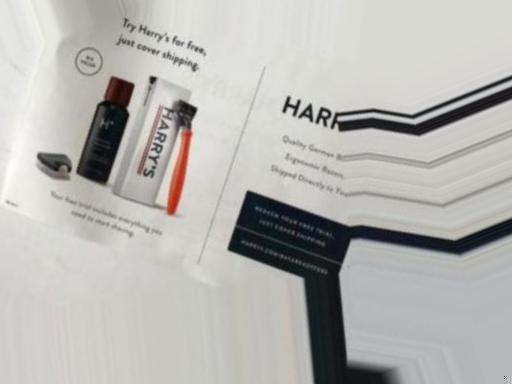 Try Harry's for free,
just cover shipping.
HARRY'S
Your free trial includes everything you
need to start shaving.
HARR
Quality German
Ergonomic Razors.
Shipped Directly to You
REDEEM YOUR FREE TRIAL,
JUST COVER SHIPPING